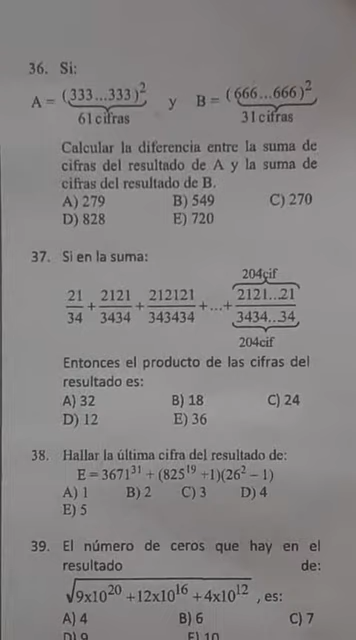 36. Si:
A = (333...333)² y B = (666...666)²
61 cifras 31 cifras
Calcular la diferencia entre la suma de
cifras del resultado de A y la suma de
cifras del resultado de B.
A) 279 B) 549 C) 270
D) 828 E) 720
37. Si en la suma:
204cif
21/34 + 2121/3434 + 212121/343434 + ... + 2121...21/3434...34
204cif
Entonces el producto de las cifras del
resultado es:
A) 32 B) 18 C) 24
D) 12 E) 36
38. Hallar la última cifra del resultado de:
E = 3671³¹ + (825¹⁹ +1)(26² – 1)
A) 1 B) 2 C) 3 D) 4
E) 5
39. El número de ceros que hay en el
resultado de:
√9x10²⁰ +12x10¹⁶ +4x10¹² , es:
A) 4 B) 6 C) 7
D) 9 E) 10